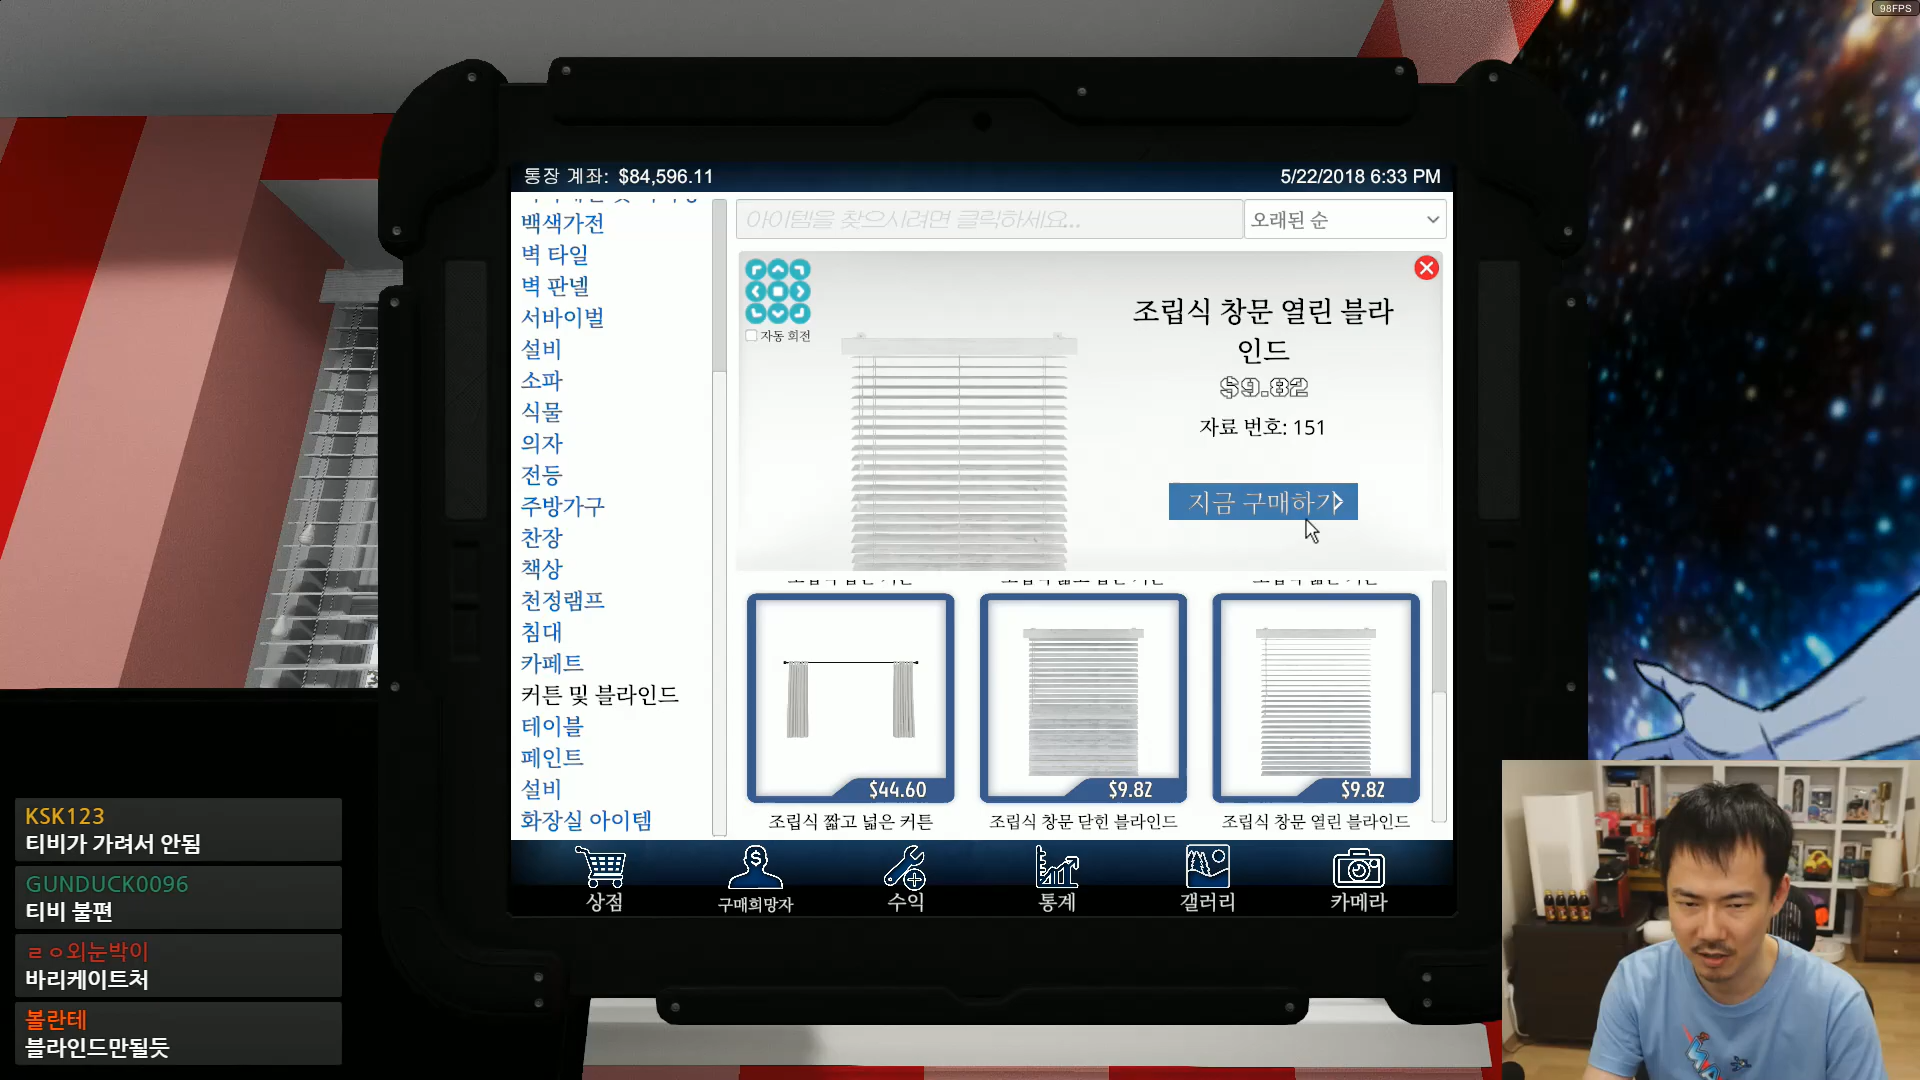 98FPS
통장 계좌: $84,596.11
5/22/2018 6:33 PM
백색가전
벽 타일
벽 판넬
서바이벌
설비
소파
식물
의자
전등
주방가구
찬장
책상
천정램프
침대
카페트
커튼 및 블라인드
테이블
페인트
설비
화장실 아이템
아이템을 찾으시려면 클릭하세요...
오래된 순
자동 회전
조립식 창문 열린 블라
인드
$9.82
자료 번호: 151
지금 구매하기
$44.60
$9.82
$9.82
조립식 짧고 넓은 커튼
조립식 창문 닫힌 블라인드
조립식 창문 열린 블라인드
상점
구매희망자
수익
통계
갤러리
카메라
KSK123
티비가 가려서 안됨
GUNDUCK0096
티비 불편
ㄹㅇ외눈박이
바리케이트처
볼란테
블라인드만될듯